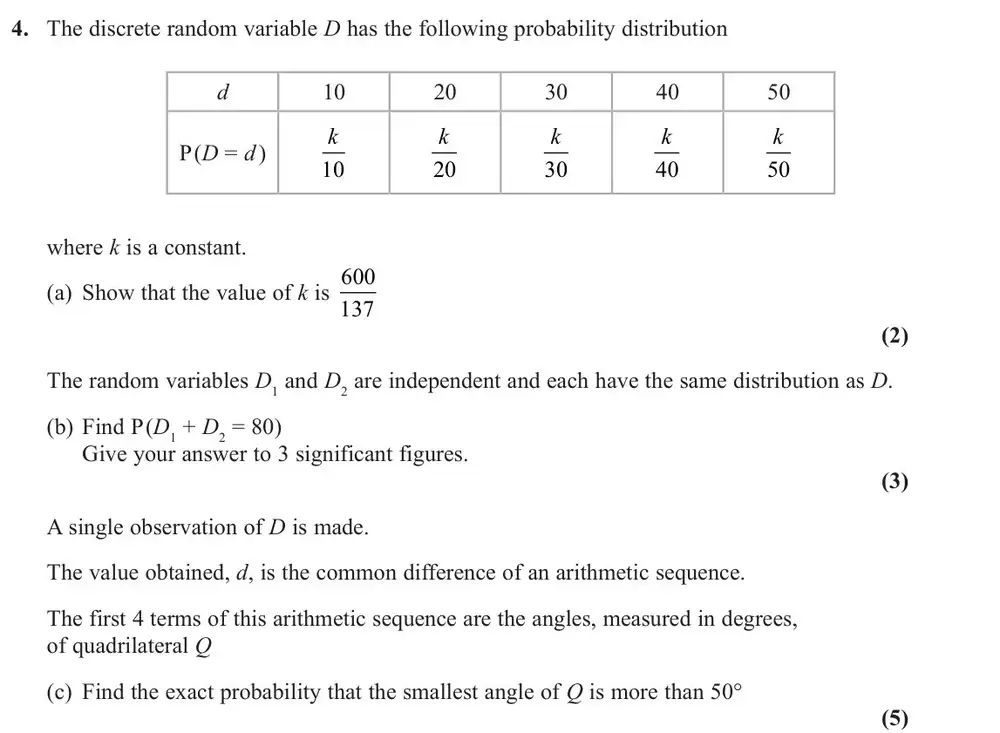 4. The discrete random variable D has the following probability distribution
d 10 20 30 40 50
P(D = d) k/10 k/20 k/30 k/40 k/50
where k is a constant.
(a) Show that the value of k is 600/137
(2)
The random variables D₁ and D₂ are independent and each have the same distribution as D.
(b) Find P(D₁ + D₂ = 80)
Give your answer to 3 significant figures.
(3)
A single observation of D is made.
The value obtained, d, is the common difference of an arithmetic sequence.
The first 4 terms of this arithmetic sequence are the angles, measured in degrees,
of quadrilateral Q
(c) Find the exact probability that the smallest angle of Q is more than 50°
(5)